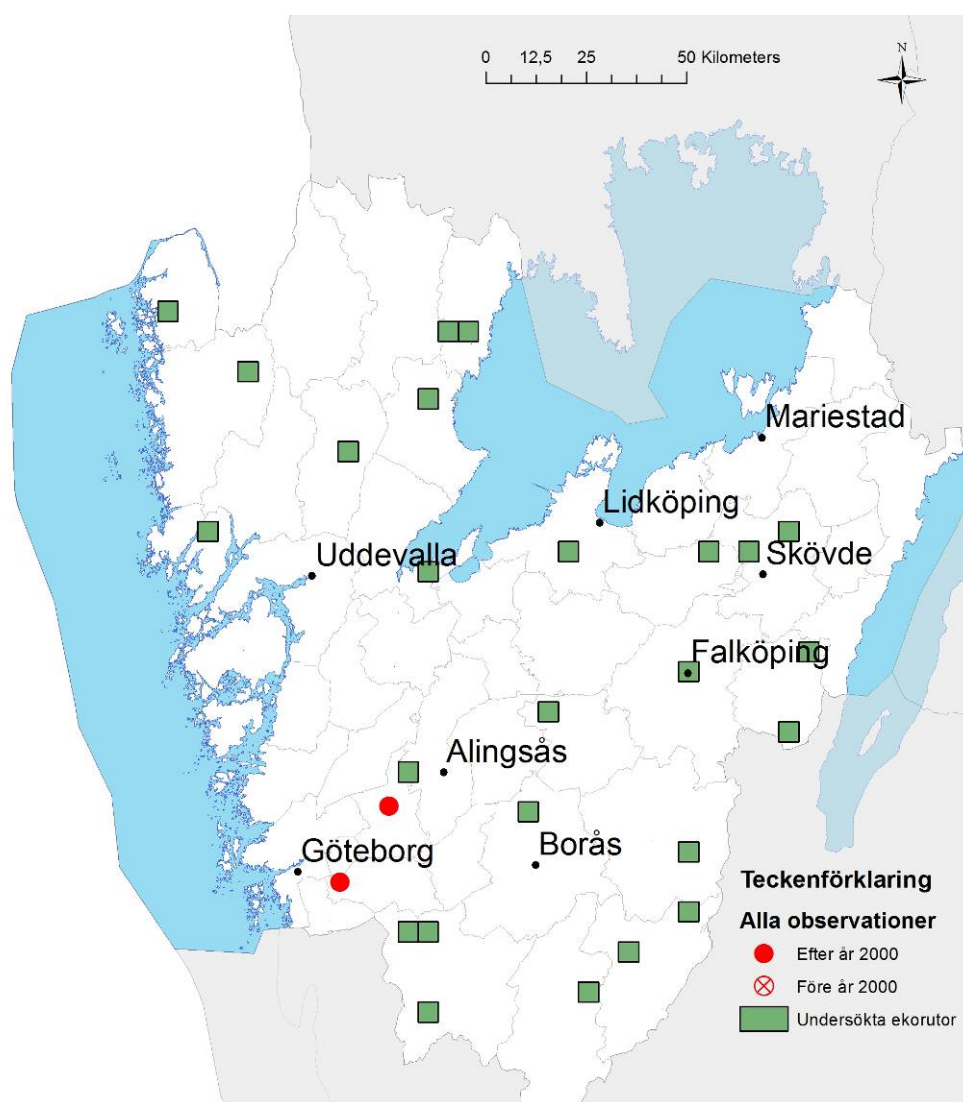 0 12,5 25 50 Kilometers
N
Mariestad
Lidköping
Uddevalla
Skövde
Falköping
Alingsås
Göteborg
Borås
Teckenförklaring
Alla observationer
Efter år 2000
Före år 2000
Undersökta ekorutor